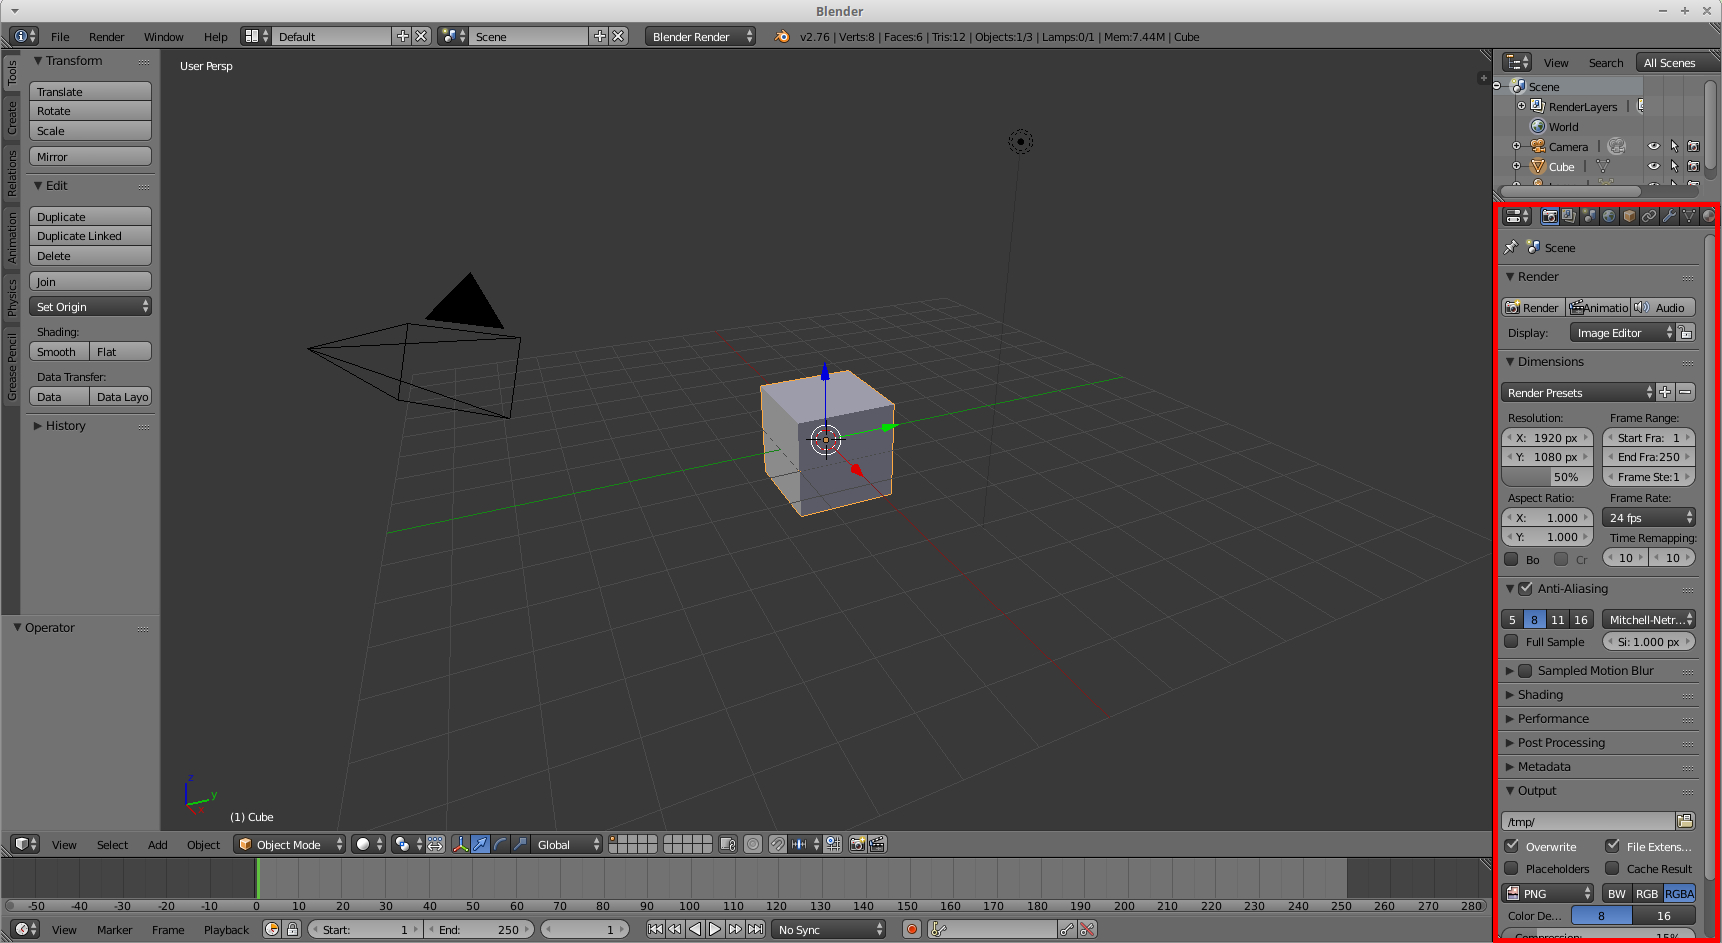 Blender
File Render Window Help Default Scene Blender Render v2.76 | Verts:8 | Faces:6 | Tris:12 | Objects:1/3 | Lamps:0/1 | Mem:7.44M | Cube
Tools
Create
Relations
Animation
Physics
Grease Pencil
Transform
Translate
Rotate
Scale
Mirror
Edit
Duplicate
Duplicate Linked
Delete
Join
Set Origin
Shading:
Smooth Flat
Data Transfer:
Data Data Layo
History
Operator
User Persp
z
y
x
(1) Cube
View Select Add Object Object Mode Global
-50 -40 -30 -20 -10 0 10 20 30 40 50 60 70 80 90 100 110 120 130 140 150 160 170 180 190 200 210 220 230 240 250 260 270 280
View Marker Frame Playback Start: 1 End: 250 1 No Sync
View Search All Scenes
Scene
RenderLayers |
World
Camera |
Cube |
Scene
Render
Render Animatio Audio
Display: Image Editor
Dimensions
Render Presets
Resolution: Frame Range:
X: 1920 px Start Fra: 1
Y: 1080 px End Fra:250
50% Frame Ste:1
Aspect Ratio: Frame Rate:
X: 1.000 24 fps
Y: 1.000 Time Remapping:
Bo Cr 10 10
Anti-Aliasing
5 8 11 16 Mitchell-Netr...
Full Sample Si: 1.000 px
Sampled Motion Blur
Shading
Performance
Post Processing
Metadata
Output
/tmp/
Overwrite File Extens...
Placeholders Cache Result
PNG BW RGB RGBA
Color De... 8 16
Compression: 15%